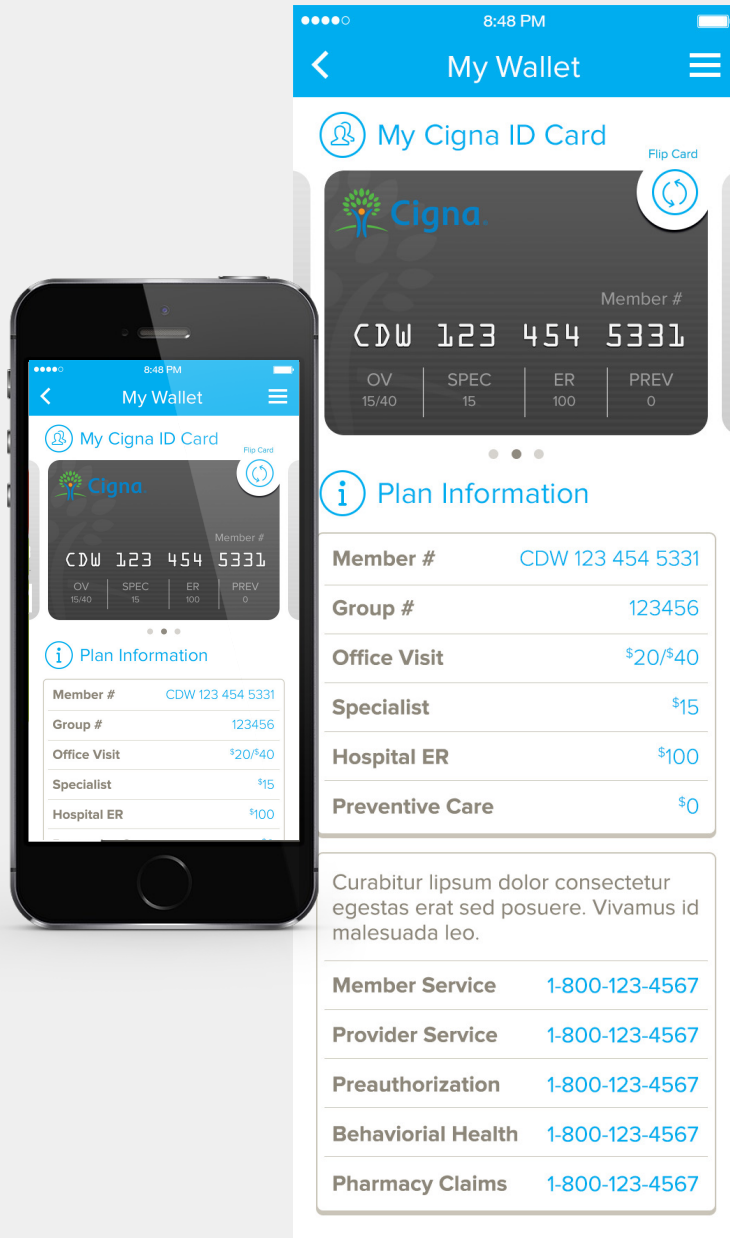 8:48 PM
My Wallet
My Cigna ID Card
Flip Card
Cigna
Member #
CDW 123 454 5331
OV SPEC ER PREV
15/40 15 100 0
Plan Information
Member # CDW 123 454 5331
Group # 123456
Office Visit $20/$40
Specialist $15
Hospital ER $100
8:48 PM
My Wallet
My Cigna ID Card
Flip Card
Cigna
Member #
CDW 123 454 5331
OV SPEC ER PREV
15/40 15 100 0
Plan Information
Member # CDW 123 454 5331
Group # 123456
Office Visit $20/$40
Specialist $15
Hospital ER $100
Preventive Care $0
Curabitur lipsum dolor consectetur
egestas erat sed posuere. Vivamus id
malesuada leo.
Member Service 1-800-123-4567
Provider Service 1-800-123-4567
Preauthorization 1-800-123-4567
Behaviorial Health 1-800-123-4567
Pharmacy Claims 1-800-123-4567